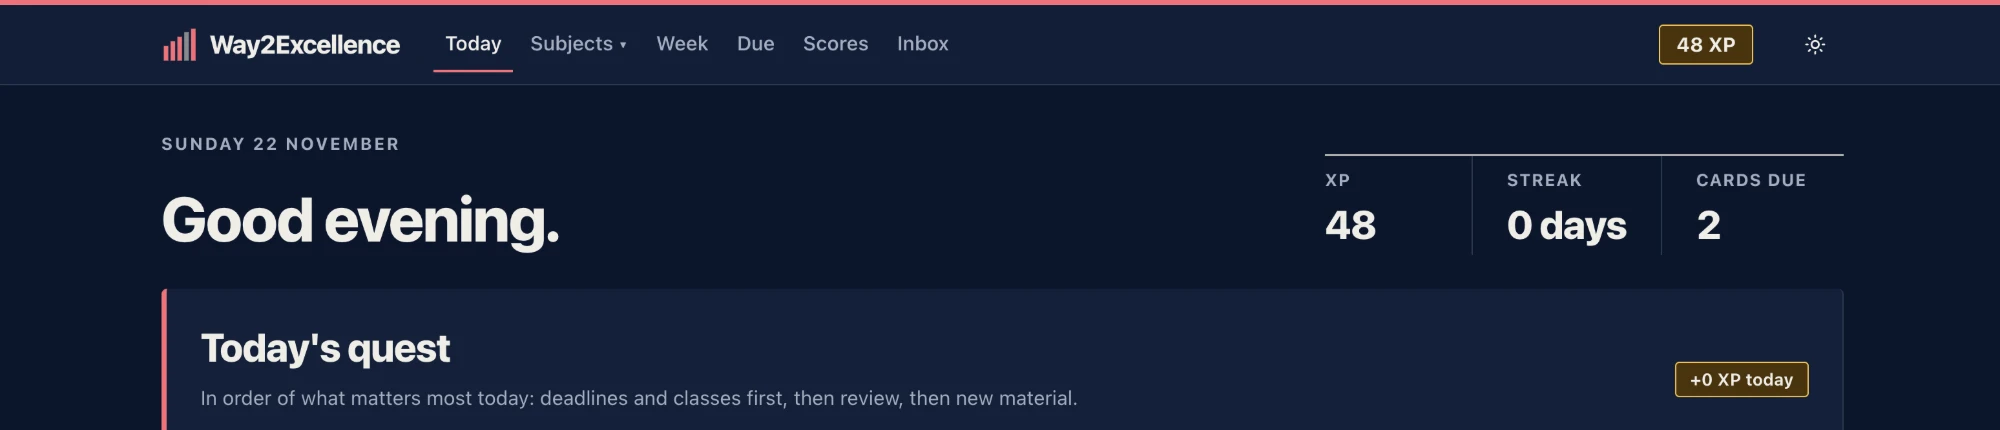 Way2Excellence
Today Subjects ▾ Week Due Scores Inbox
48 XP
SUNDAY 22 NOVEMBER
Good evening.
XP
48
STREAK
0 days
CARDS DUE
2
Today's quest
In order of what matters most today: deadlines and classes first, then review, then new material.
+0 XP today